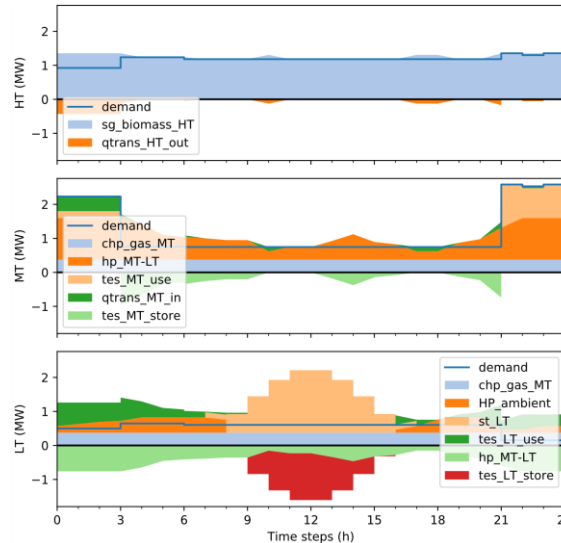 2
1
0
−1
HT (MW)
demand
sg_biomass_HT
qtrans_HT_out
2
1
0
−1
MT (MW)
demand
chp_gas_MT
hp_MT-LT
tes_MT_use
qtrans_MT_in
tes_MT_store
2
1
0
−1
LT (MW)
demand
chp_gas_MT
HP_ambient
st_LT
tes_LT_use
hp_MT-LT
tes_LT_store
0 3 6 9 12 15 18 21 24
Time steps (h)